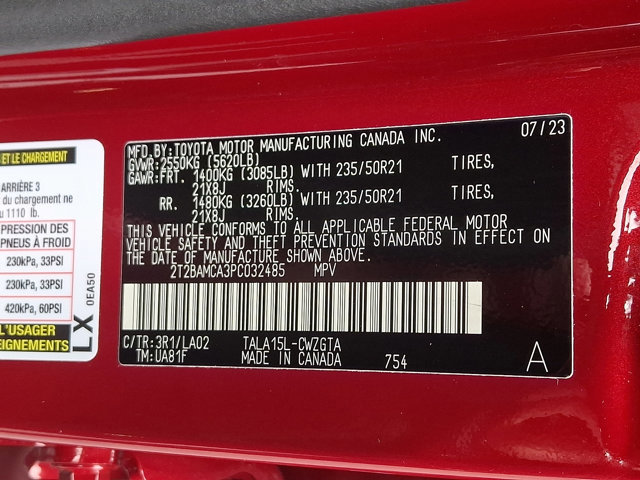 ET LE CHARGEMENT
ARRIÈRE 3
du chargement ne
u 1110 lb.
PRESSION DES
PNEUS À FROID
230kPa, 33PSI
230kPa, 33PSI
420kPa, 60PSI
L'USAGER
EIGNEMENTS
LX 0EA50
MFD.BY:TOYOTA MOTOR MANUFACTURING CANADA INC. 07/23
GVWR:2550KG (5620LB)
GAWR:FRT. 1400KG (3085LB) WITH 235/50R21 TIRES,
21X8J RIMS.
RR. 1480KG (3260LB) WITH 235/50R21 TIRES,
21X8J RIMS.
THIS VEHICLE CONFORMS TO ALL APPLICABLE FEDERAL MOTOR
VEHICLE SAFETY AND THEFT PREVENTION STANDARDS IN EFFECT ON
THE DATE OF MANUFACTURE SHOWN ABOVE.
2T2BAMCA3PC032485 MPV
C/TR:3R1/LA02 TALA15L-CWZGTA
TM:UA81F MADE IN CANADA 754 A